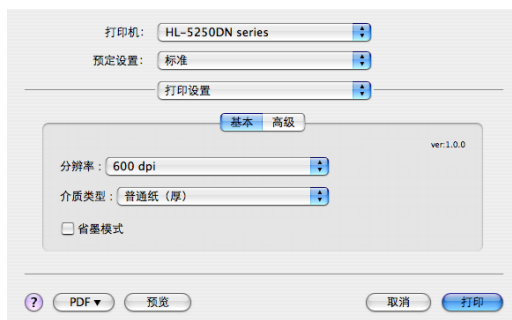 打印机: HL-5250DN series
预定设置: 标准
打印设置
基本 高级
ver:1.0.0
分辨率 : 600 dpi
介质类型 : 普通纸（厚）
省墨模式
? PDF▼ 预览 取消 打印